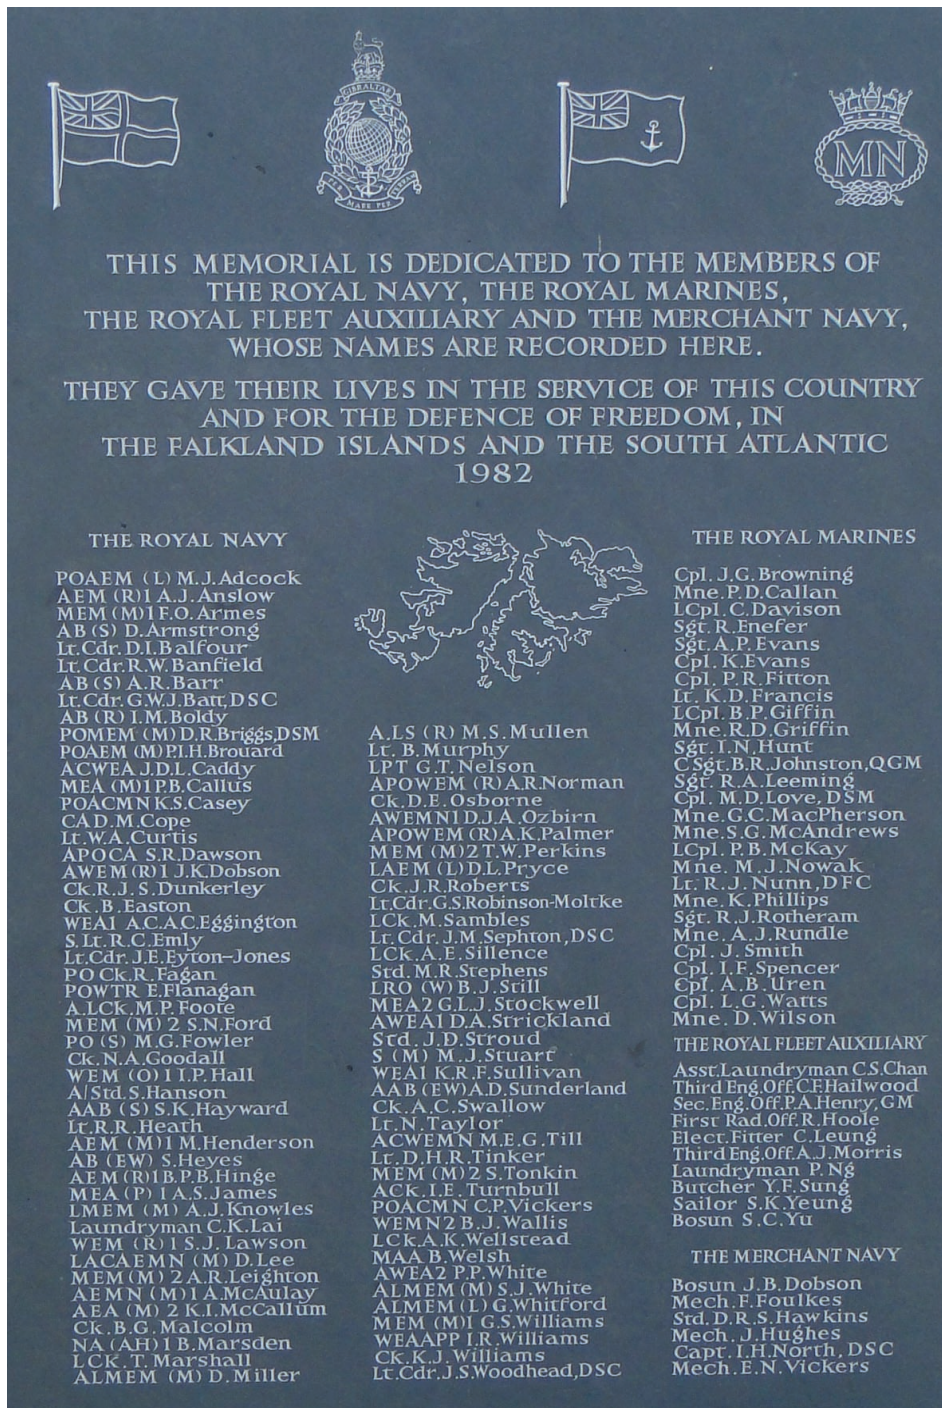 GIBRALTAR
PER MARE PER TERRAM
MN
THIS MEMORIAL IS DEDICATED TO THE MEMBERS OF
THE ROYAL NAVY, THE ROYAL MARINES,
THE ROYAL FLEET AUXILIARY AND THE MERCHANT NAVY,
WHOSE NAMES ARE RECORDED HERE.
THEY GAVE THEIR LIVES IN THE SERVICE OF THIS COUNTRY
AND FOR THE DEFENCE OF FREEDOM, IN
THE FALKLAND ISLANDS AND THE SOUTH ATLANTIC
1982
THE ROYAL NAVY
POAEM (L) M.J.Adcock
AEM (R)1 A.J.Anslow
MEM (M)1 F.O.Armes
AB (S) D.Armstrong
Lt.Cdr. D.I.Balfour
Lt.Cdr.R.W.Banfield
AB (S) A.R.Barr
Lt.Cdr.G.W.J.Batt,DSC
AB (R) I.M.Boldy
POMEM (M) D.R.Briggs,DSM
POAEM (M) P.I.H.Brouard
ACWEA J.D.L.Caddy
MEA (M)1 P.B.Callus
POACMN K.S.Casey
CA D.M.Cope
Lt.W.A.Curtis
APOCA S.R.Dawson
AWEM(R)1 J.K.Dobson
Ck.R.J.S.Dunkerley
Ck.B.Easton
WEA1 A.C.A.C.Eggington
S.Lt.R.C.Emly
Lt.Cdr.J.E.Eyton-Jones
PO Ck.R.Fagan
POWTR E.Flanagan
A.LCk.M.P.Foote
MEM (M) 2 S.N.Ford
PO (S) M.G.Fowler
Ck.N.A.Goodall
WEM (O)1 I.P.Hall
A/Std.S.Hanson
AAB (S) S.K.Hayward
Lt.R.R.Heath
AEM (M)1 M.Henderson
AB (EW) S.Heyes
AEM (R)1 B.P.B.Hinge
MEA (P) 1 A.S.James
LMEM (M) A.J.Knowles
Laundryman C.K.Lai
WEM (R) 1 S.J.Lawson
LACAEMN (M) D.Lee
MEM(M) 2 A.R.Leighton
AEMN (M)1 A.McAulay
AEA (M) 2 K.I.McCallum
Ck.B.G.Malcolm
NA (AH)1 B.Marsden
LCK.T.Marshall
ALMEM (M) D.Miller
A.LS (R) M.S.Mullen
Lt. B.Murphy
LPT G.T.Nelson
APOWEM (R) A.R.Norman
Ck.D.E.Osborne
AWEMN1 D.J.A.Ozbirn
APOWEM (R) A.K.Palmer
MEM (M) 2 T.W.Perkins
LAEM (L) D.L.Pryce
Ck.J.R.Roberts
Lt.Cdr.G.S.Robinson-Moltke
LCk.M.Sambles
Lt.Cdr.J.M.Sephton,DSC
LCk.A.E.Sillence
Std.M.R.Stephens
LRO (W) B.J.Still
MEA2 G.L.J.Stockwell
AWEA1 D.A.Strickland
Std.J.D.Stroud
S (M) M.J.Stuart
WEA1 K.R.F.Sullivan
AAB (EW) A.D.Sunderland
Ck.A.C.Swallow
Lt.N.Taylor
ACWEMN M.E.G.Till
Lt.D.H.R.Tinker
MEM (M) 2 S.Tonkin
ACk.I.E.Turnbull
POACMN C.P.Vickers
WEMN2 B.J.Wallis
LCk.A.K.Wellstead
MAA B.Welsh
AWEA2 P.P.White
ALMEM (M) S.J.White
ALMEM (L) G.Whitford
MEM (M)1 G.S.Williams
WEAAPP I.R.Williams
Ck.K.J.Williams
Lt.Cdr.J.S.Woodhead,DSC
THE ROYAL MARINES
Cpl. J.G.Browning
Mne.P.D.Callan
LCpl.C.Davison
Sgt.R.Enefer
Sgt.A.P.Evans
Cpl. K.Evans
Cpl. P.R.Fitton
Lt. K.D.Francis
LCpl.B.P.Giffin
Mne.R.D.Griffin
Sgt.I.N.Hunt
CSgt.B.R.Johnston,QGM
Sgt.R.A.Leeming
Cpl. M.D.Love,DSM
Mne.G.C.MacPherson
Mne.S.G.McAndrews
LCpl. P.B.McKay
Mne. M.J.Nowak
Lt. R.J.Nunn,DFC
Mne.K.Phillips
Sgt. R.J.Rotheram
Mne. A.J.Rundle
Cpl. J.Smith
Cpl. I.F.Spencer
Cpl. A.B.Uren
Cpl. L.G.Watts
Mne. D.Wilson
THE ROYAL FLEET AUXILIARY
Asst.Laundryman C.S.Chan
Third Eng.Off.C.F.Hailwood
Sec.Eng.Off.P.A.Henry,GM
First Rad.Off.R.Hoole
Elect.Fitter C.Leung
Third Eng.Off.A.J.Morris
Laundryman P.Ng
Butcher Y.F.Sung
Sailor S.K.Yeung
Bosun S.C.Yu
THE MERCHANT NAVY
Bosun J.B.Dobson
Mech.F.Foulkes
Std.D.R.S.Hawkins
Mech.J.Hughes
Capt.I.H.North,DSC
Mech.E.N.Vickers